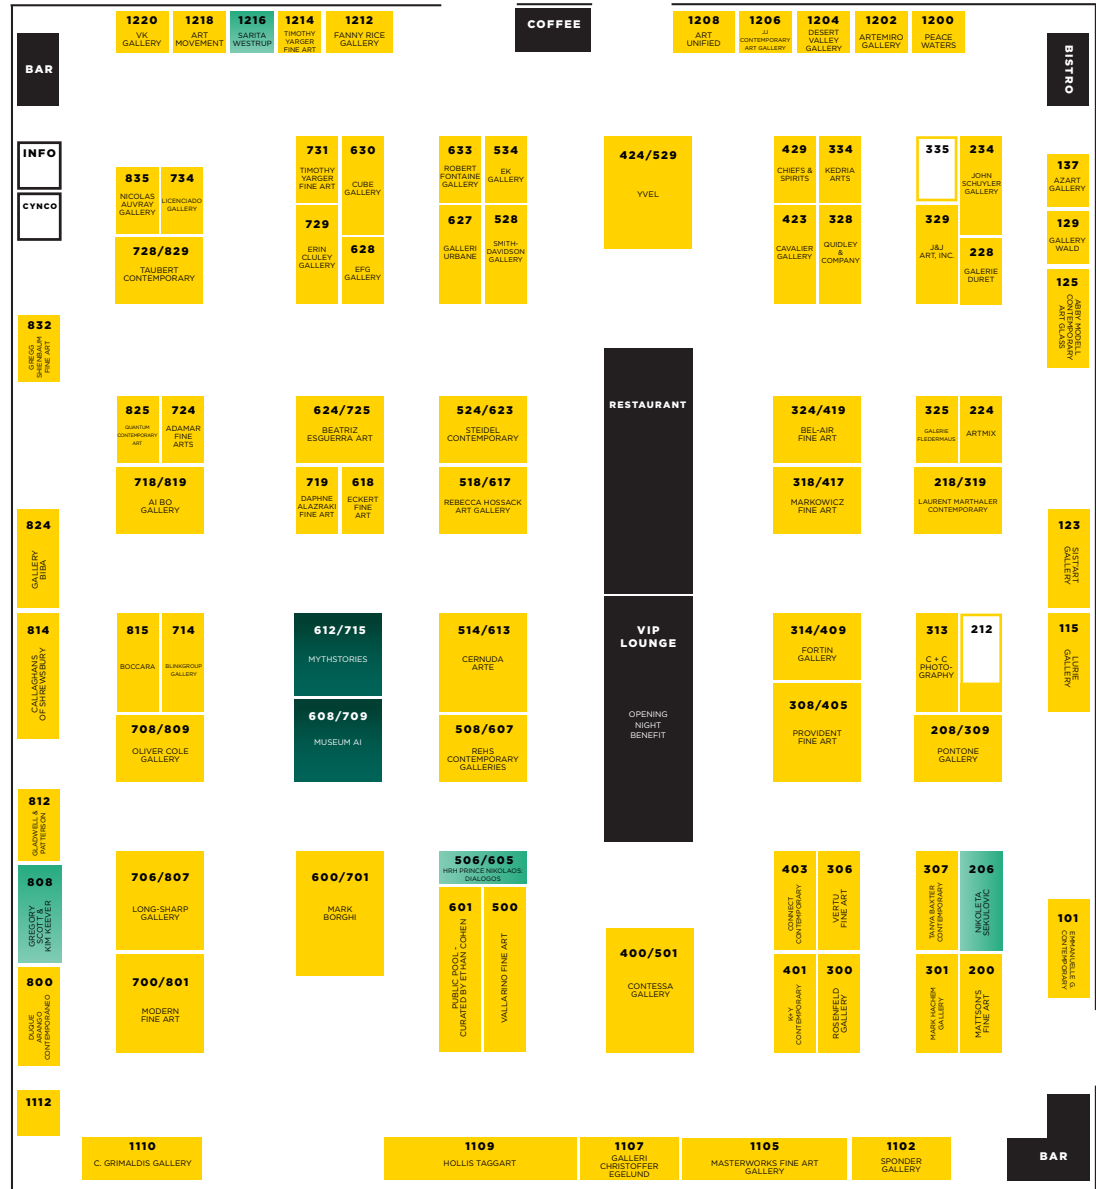 1220
VK
GALLERY
1218
ART
MOVEMENT
1216
SARITA
WESTRUP
1214
TIMOTHY
YARGER
FINE ART
1212
FANNY RICE
GALLERY
COFFEE
1208
ART
UNIFIED
1206
JJ
CONTEMPORARY
ART GALLERY
1204
DESERT
VALLEY
GALLERY
1202
ARTEMIRO
GALLERY
1200
PEACE
WATERS
BAR
BISTRO
INFO
CYNCO
835
NICOLAS
AUVRAY
GALLERY
734
LICENCIADO
GALLERY
728/829
TAUBERT
CONTEMPORARY
731
TIMOTHY
YARGER
FINE ART
630
CUBE
GALLERY
729
ERIN
CLULEY
GALLERY
628
EFG
GALLERY
633
ROBERT
FONTAINE
GALLERY
534
EK
GALLERY
627
GALLERI
URBANE
528
SMITH-
DAVIDSON
GALLERY
424/529
YVEL
429
CHIEFS &
SPIRITS
334
KEDRIA
ARTS
423
CAVALIER
GALLERY
328
QUIDLEY
&
COMPANY
335
234
JOHN
SCHUYLER
GALLERY
329
J&J
ART, INC.
228
GALERIE
DURET
137
AZART
GALLERY
129
GALLERY
WALD
125
ABBY MODELL
CONTEMPORARY
ART GLASS
832
GREGG
SHIENBAUM
FINE ART
825
QUANTUM
CONTEMPORARY
ART
724
ADAMAR
FINE
ARTS
718/819
AI BO
GALLERY
624/725
BEATRIZ
ESGUERRA ART
719
DAPHNE
ALAZRAKI
FINE ART
618
ECKERT
FINE
ART
524/623
STEIDEL
CONTEMPORARY
518/617
REBECCA HOSSACK
ART GALLERY
RESTAURANT
324/419
BEL-AIR
FINE ART
318/417
MARKOWICZ
FINE ART
325
GALERIE
FLEDERMAUS
224
ARTMIX
218/319
LAURENT MARTHALER
CONTEMPORARY
824
GALLERY
BIBA
123
SIST'ART
GALLERY
814
CALLAGHANS
OF SHREWSBURY
815
BOCCARA
714
BLINKGROUP
GALLERY
708/809
OLIVER COLE
GALLERY
612/715
MYTHSTORIES
608/709
MUSEUM AI
514/613
CERNUDA
ARTE
508/607
REHS
CONTEMPORARY
GALLERIES
VIP
LOUNGE
OPENING
NIGHT
BENEFIT
314/409
FORTIN
GALLERY
308/405
PROVIDENT
FINE ART
313
C + C
PHOTO-
GRAPHY
212
208/309
PONTONE
GALLERY
115
LURIE
GALLERY
812
GLADWELL &
PATTERSON
808
GREGORY
SCOTT &
KIM KEEVER
800
DUQUE
ARANGO
CONTEMPORÁNEO
706/807
LONG-SHARP
GALLERY
700/801
MODERN
FINE ART
600/701
MARK
BORGHI
506/605
HRH PRINCE NIKOLAOS:
DIALOGOS
601
PUBLIC POOL -
CURATED BY ETHAN COHEN
500
VALLARINO FINE ART
400/501
CONTESSA
GALLERY
403
CONNECT
CONTEMPORARY
306
VERTU
FINE ART
401
K+Y
CONTEMPORARY
300
ROSENFELD
GALLERY
307
TANYA BAXTER
CONTEMPORARY
206
NIKOLETA
SEKULOVIC
301
MARK HACHEM
GALLERY
200
MATTSON'S
FINE ART
101
EMMANUELLE G.
CONTEMPORARY
1112
1110
C. GRIMALDIS GALLERY
1109
HOLLIS TAGGART
1107
GALLERI
CHRISTOFFER
EGELUND
1105
MASTERWORKS FINE ART
GALLERY
1102
SPONDER
GALLERY
BAR